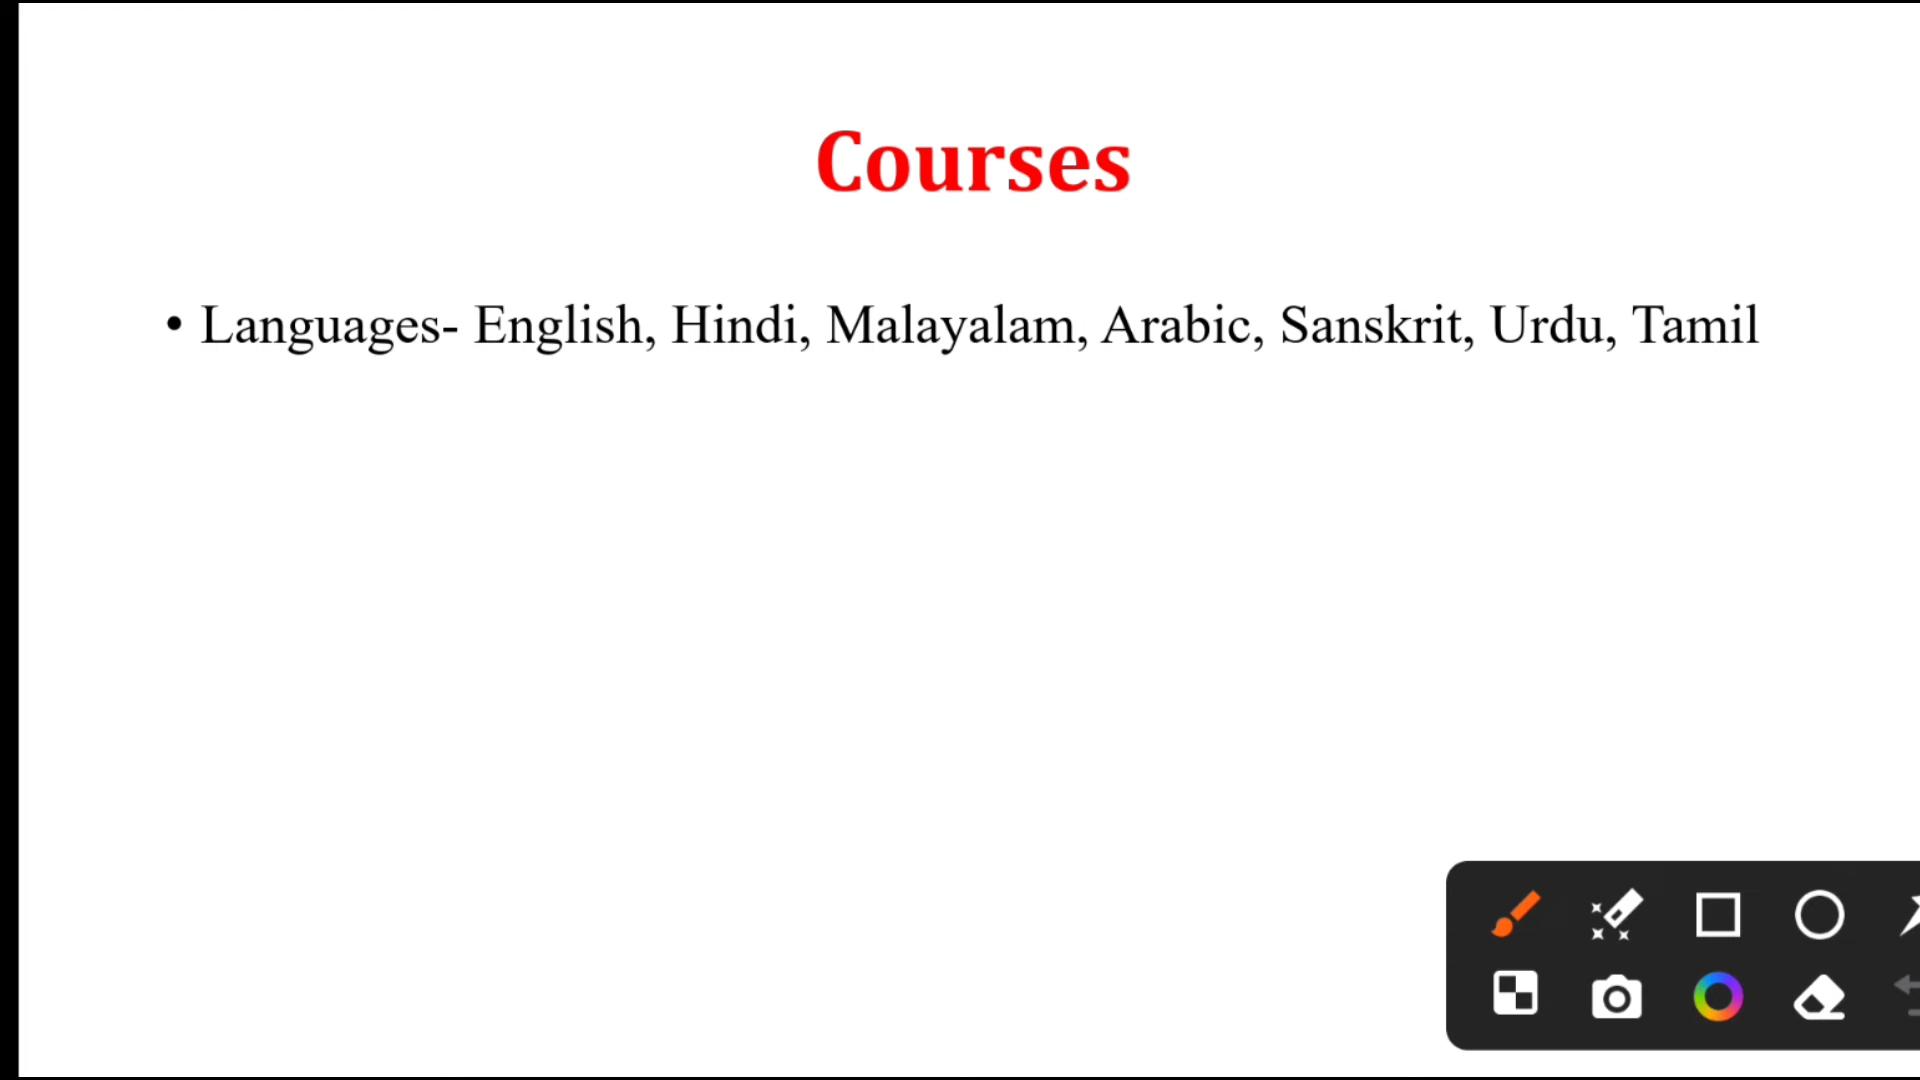 Courses
• Languages- English, Hindi, Malayalam, Arabic, Sanskrit, Urdu, Tamil